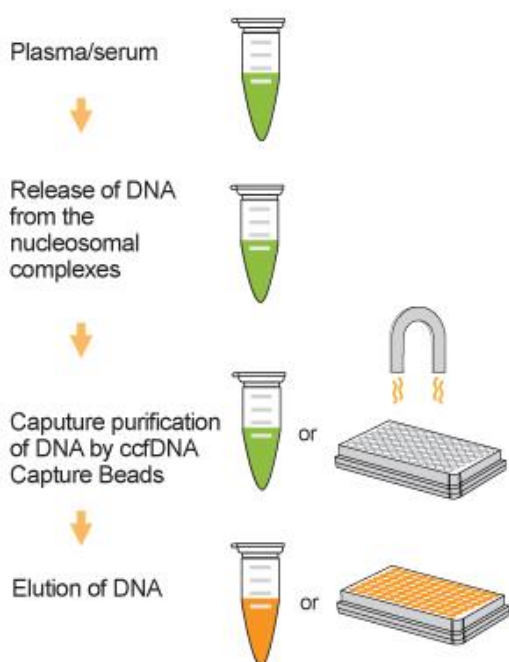 Plasma/serum
Release of DNA
from the
nucleosomal
complexes
Caputure purification
of DNA by ccfDNA
Capture Beads
or
Elution of DNA
or